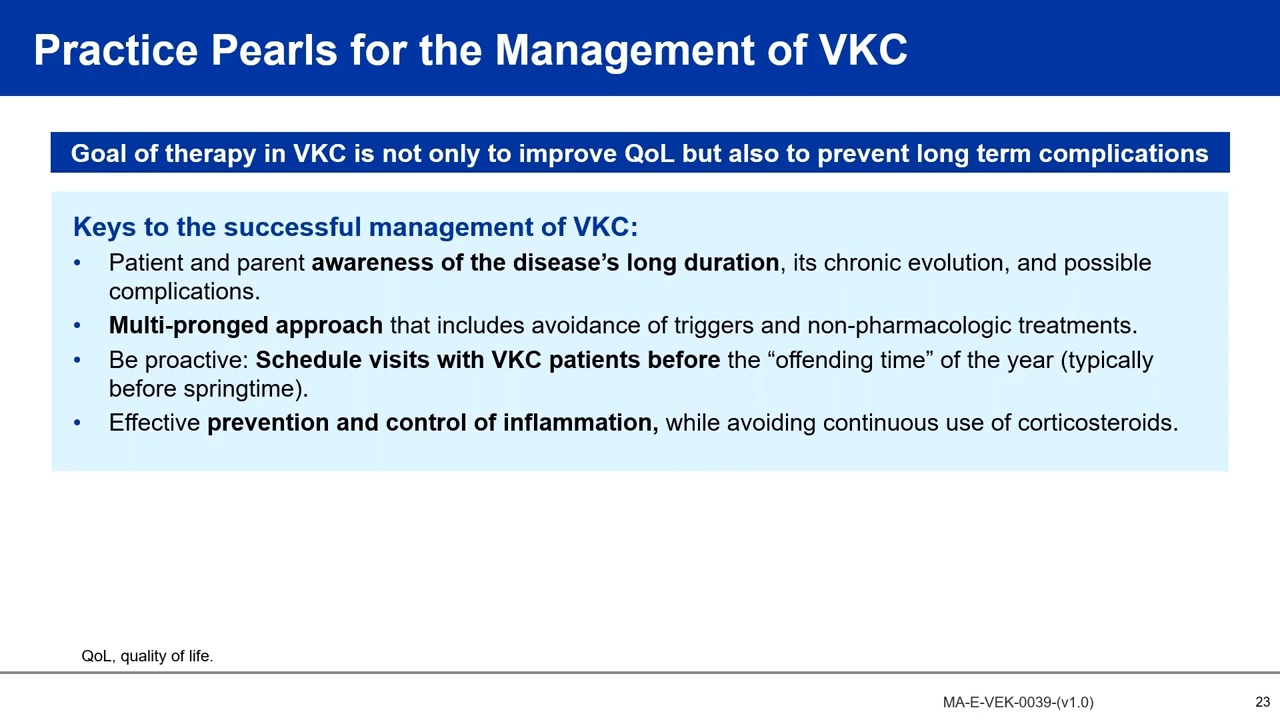 Practice Pearls for the Management of VKC
Goal of therapy in VKC is not only to improve QoL but also to prevent long term complications
Keys to the successful management of VKC:
• Patient and parent awareness of the disease’s long duration, its chronic evolution, and possible
complications.
• Multi-pronged approach that includes avoidance of triggers and non-pharmacologic treatments.
• Be proactive: Schedule visits with VKC patients before the “offending time” of the year (typically
before springtime).
• Effective prevention and control of inflammation, while avoiding continuous use of corticosteroids.
QoL, quality of life.
MA-E-VEK-0039-(v1.0)
23